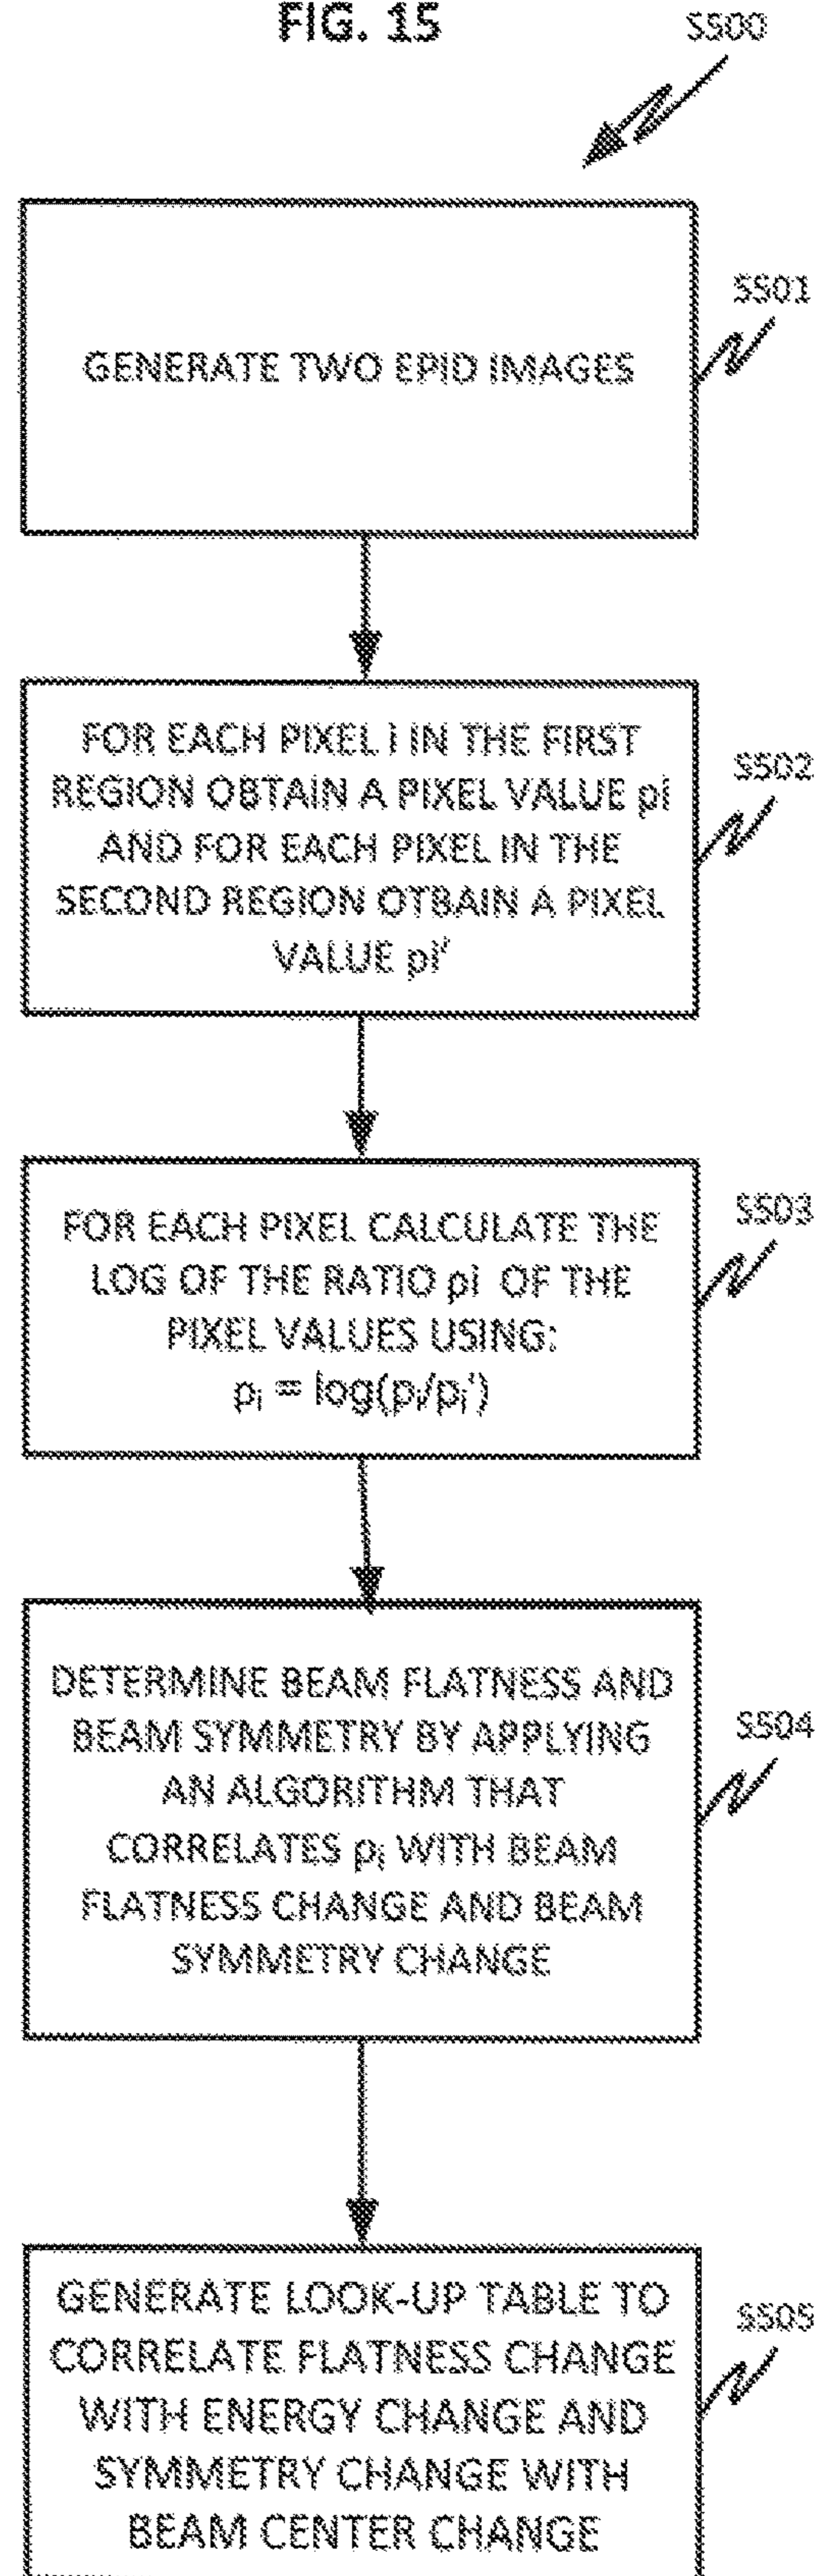 FIG. 15
S500
GENERATE TWO EPID IMAGES
S501
FOR EACH PIXEL i IN THE FIRST
REGION OBTAIN A PIXEL VALUE pi
AND FOR EACH PIXEL IN THE
SECOND REGION OTBAIN A PIXEL
VALUE pi'
S502
FOR EACH PIXEL CALCULATE THE
LOG OF THE RATIO pi OF THE
PIXEL VALUES USING:
pᵢ = log(pᵢ/pᵢ')
S503
DETERMINE BEAM FLATNESS AND
BEAM SYMMETRY BY APPLYING
AN ALGORITHM THAT
CORRELATES pᵢ WITH BEAM
FLATNESS CHANGE AND BEAM
SYMMETRY CHANGE
S504
GENERATE LOOK-UP TABLE TO
CORRELATE FLATNESS CHANGE
WITH ENERGY CHANGE AND
SYMMETRY CHANGE WITH
BEAM CENTER CHANGE
S505